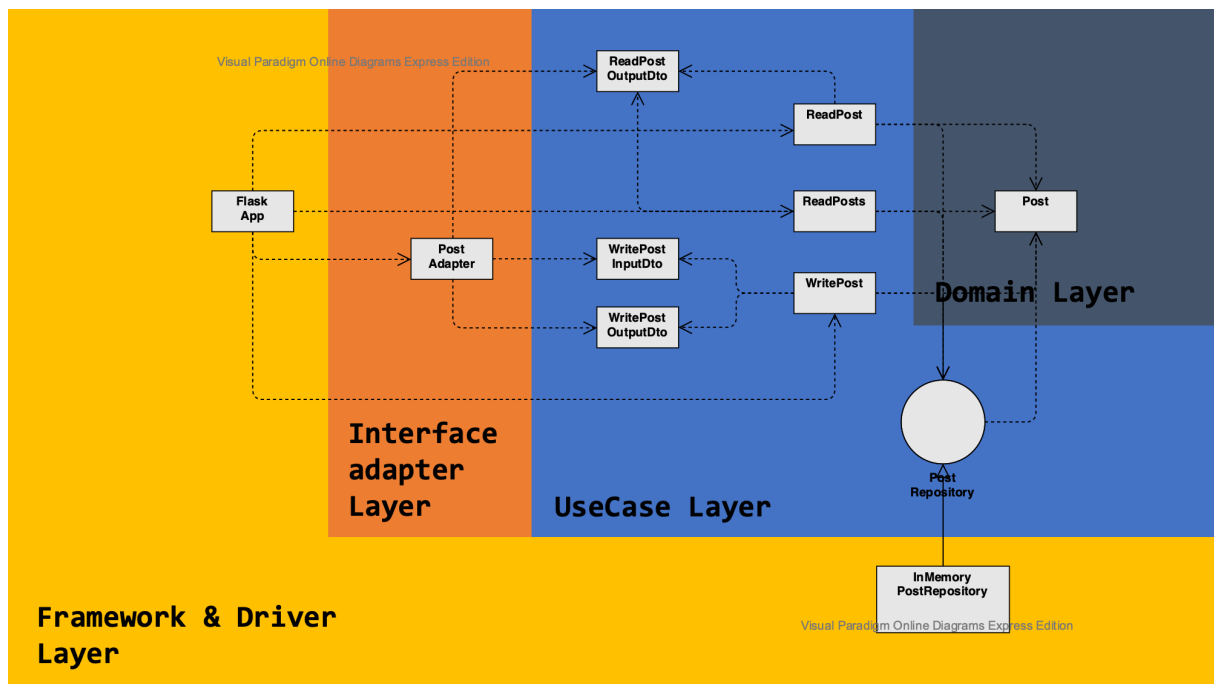 Visual Paradigm Online Diagrams Express Edition
ReadPost
OutputDto
ReadPost
Flask
App
ReadPosts
Post
Post
Adapter
WritePost
InputDto
WritePost
WritePost
OutputDto
Domain Layer
Interface
adapter
Layer
UseCase Layer
Post
Repository
InMemory
PostRepository
Visual Paradigm Online Diagrams Express Edition
Framework & Driver
Layer